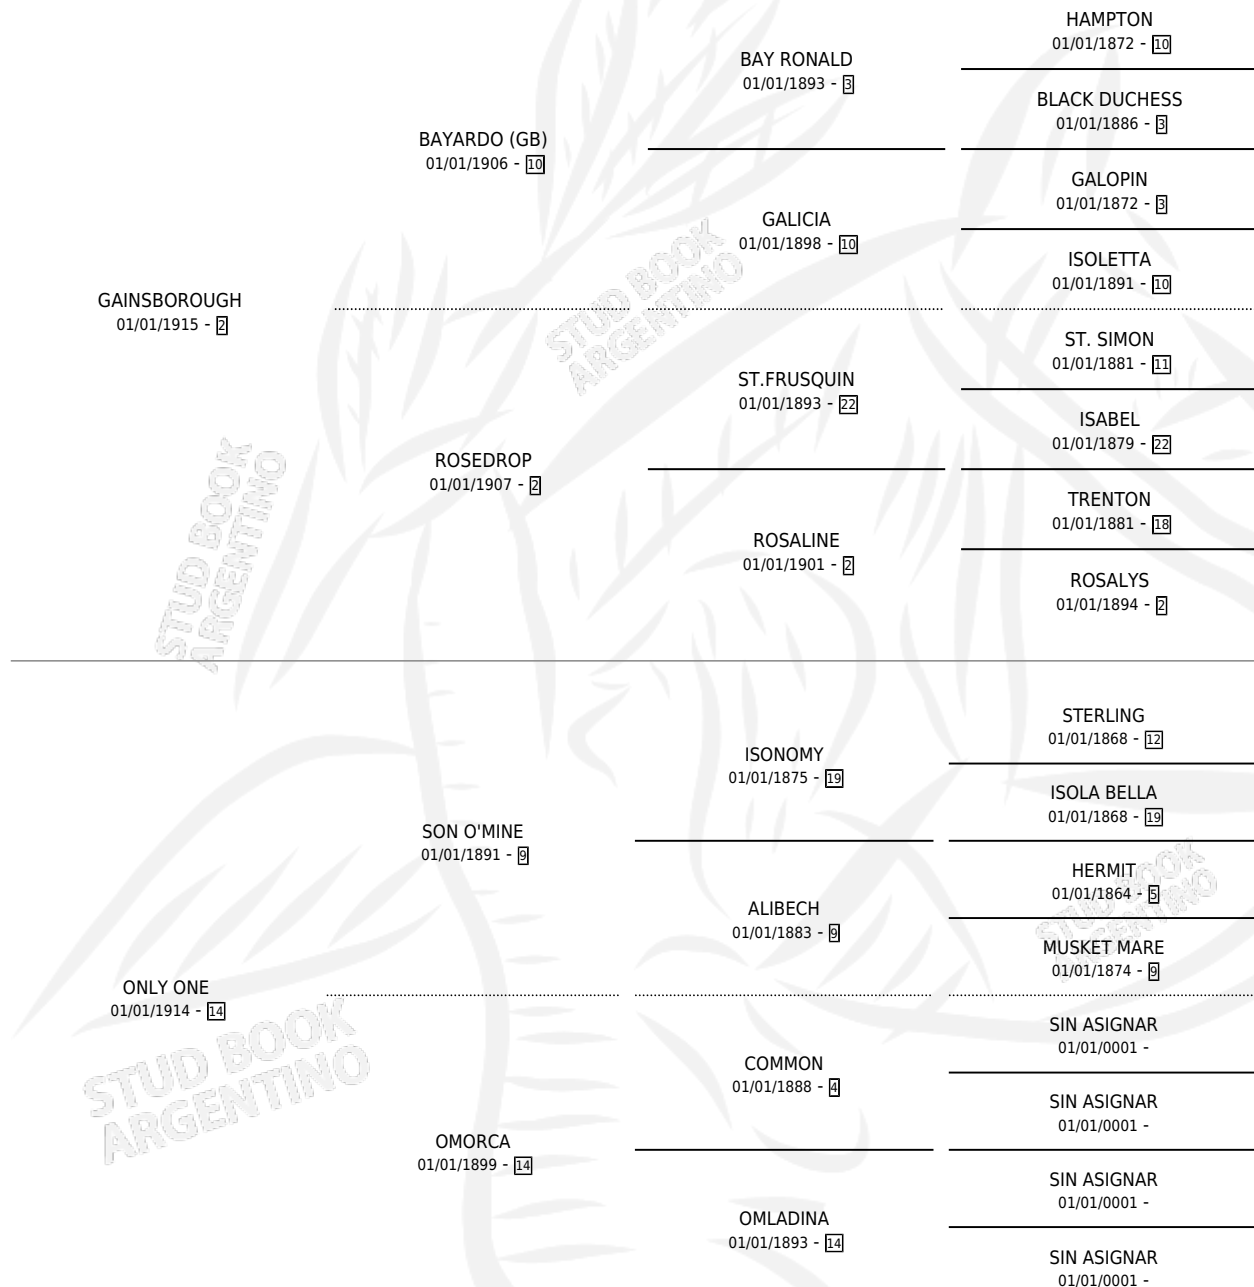 HAMPTON
01/01/1872 - 10
BAY RONALD
01/01/1893 - 3
BLACK DUCHESS
01/01/1886 - 3
BAYARDO (GB)
01/01/1906 - 10
GALOPIN
01/01/1872 - 3
GALICIA
01/01/1898 - 10
ISOLETTA
01/01/1891 - 10
GAINSBOROUGH
01/01/1915 - 2
STUD BOOK
ARGENTINO
ST. SIMON
01/01/1881 - 11
ST.FRUSQUIN
01/01/1893 - 22
ISABEL
01/01/1879 - 22
ROSEDROP
01/01/1907 - 2
STUD BOOK
ARGENTINO
TRENTON
01/01/1881 - 18
ROSALINE
01/01/1901 - 2
ROSALYS
01/01/1894 - 2
STERLING
01/01/1868 - 12
ISONOMY
01/01/1875 - 19
ISOLA BELLA
01/01/1868 - 19
SON O'MINE
01/01/1891 - 9
HERMIT
01/01/1864 - 5
STUD BOOK
ARGENTINO
ALIBECH
01/01/1883 - 9
MUSKET MARE
01/01/1874 - 9
ONLY ONE
01/01/1914 - 14
STUD BOOK
ARGENTINO
SIN ASIGNAR
01/01/0001 -
COMMON
01/01/1888 - 4
SIN ASIGNAR
01/01/0001 -
OMORCA
01/01/1899 - 14
SIN ASIGNAR
01/01/0001 -
OMLADINA
01/01/1893 - 14
SIN ASIGNAR
01/01/0001 -